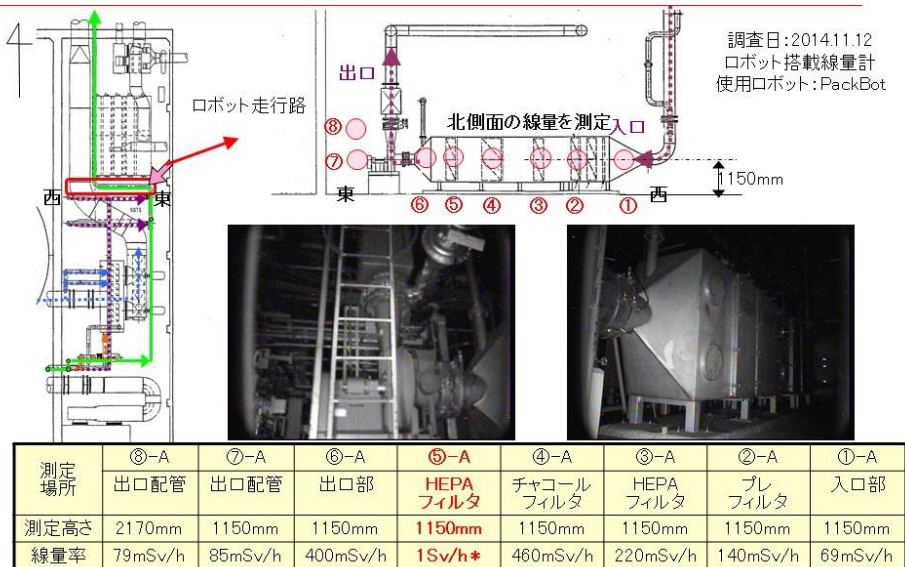 調査日:2014.11.12
ロボット搭載線量計
使用ロボット:PackBot
出口
ロボット走行路
北側面の線量を測定
入口
⑧
⑦
1150mm
東
⑥ ⑤ ④ ③ ② ①
西
西
東
SGTS
測定場所 ⑧-A ⑦-A ⑥-A ⑤-A ④-A ③-A ②-A ①-A
出口配管 出口配管 出口部 HEPAフィルタ チャコールフィルタ HEPAフィルタ プレフィルタ 入口部
測定高さ 2170mm 1150mm 1150mm 1150mm 1150mm 1150mm 1150mm 1150mm
線量率 79mSv/h 85mSv/h 400mSv/h 1Sv/h* 460mSv/h 220mSv/h 140mSv/h 69mSv/h